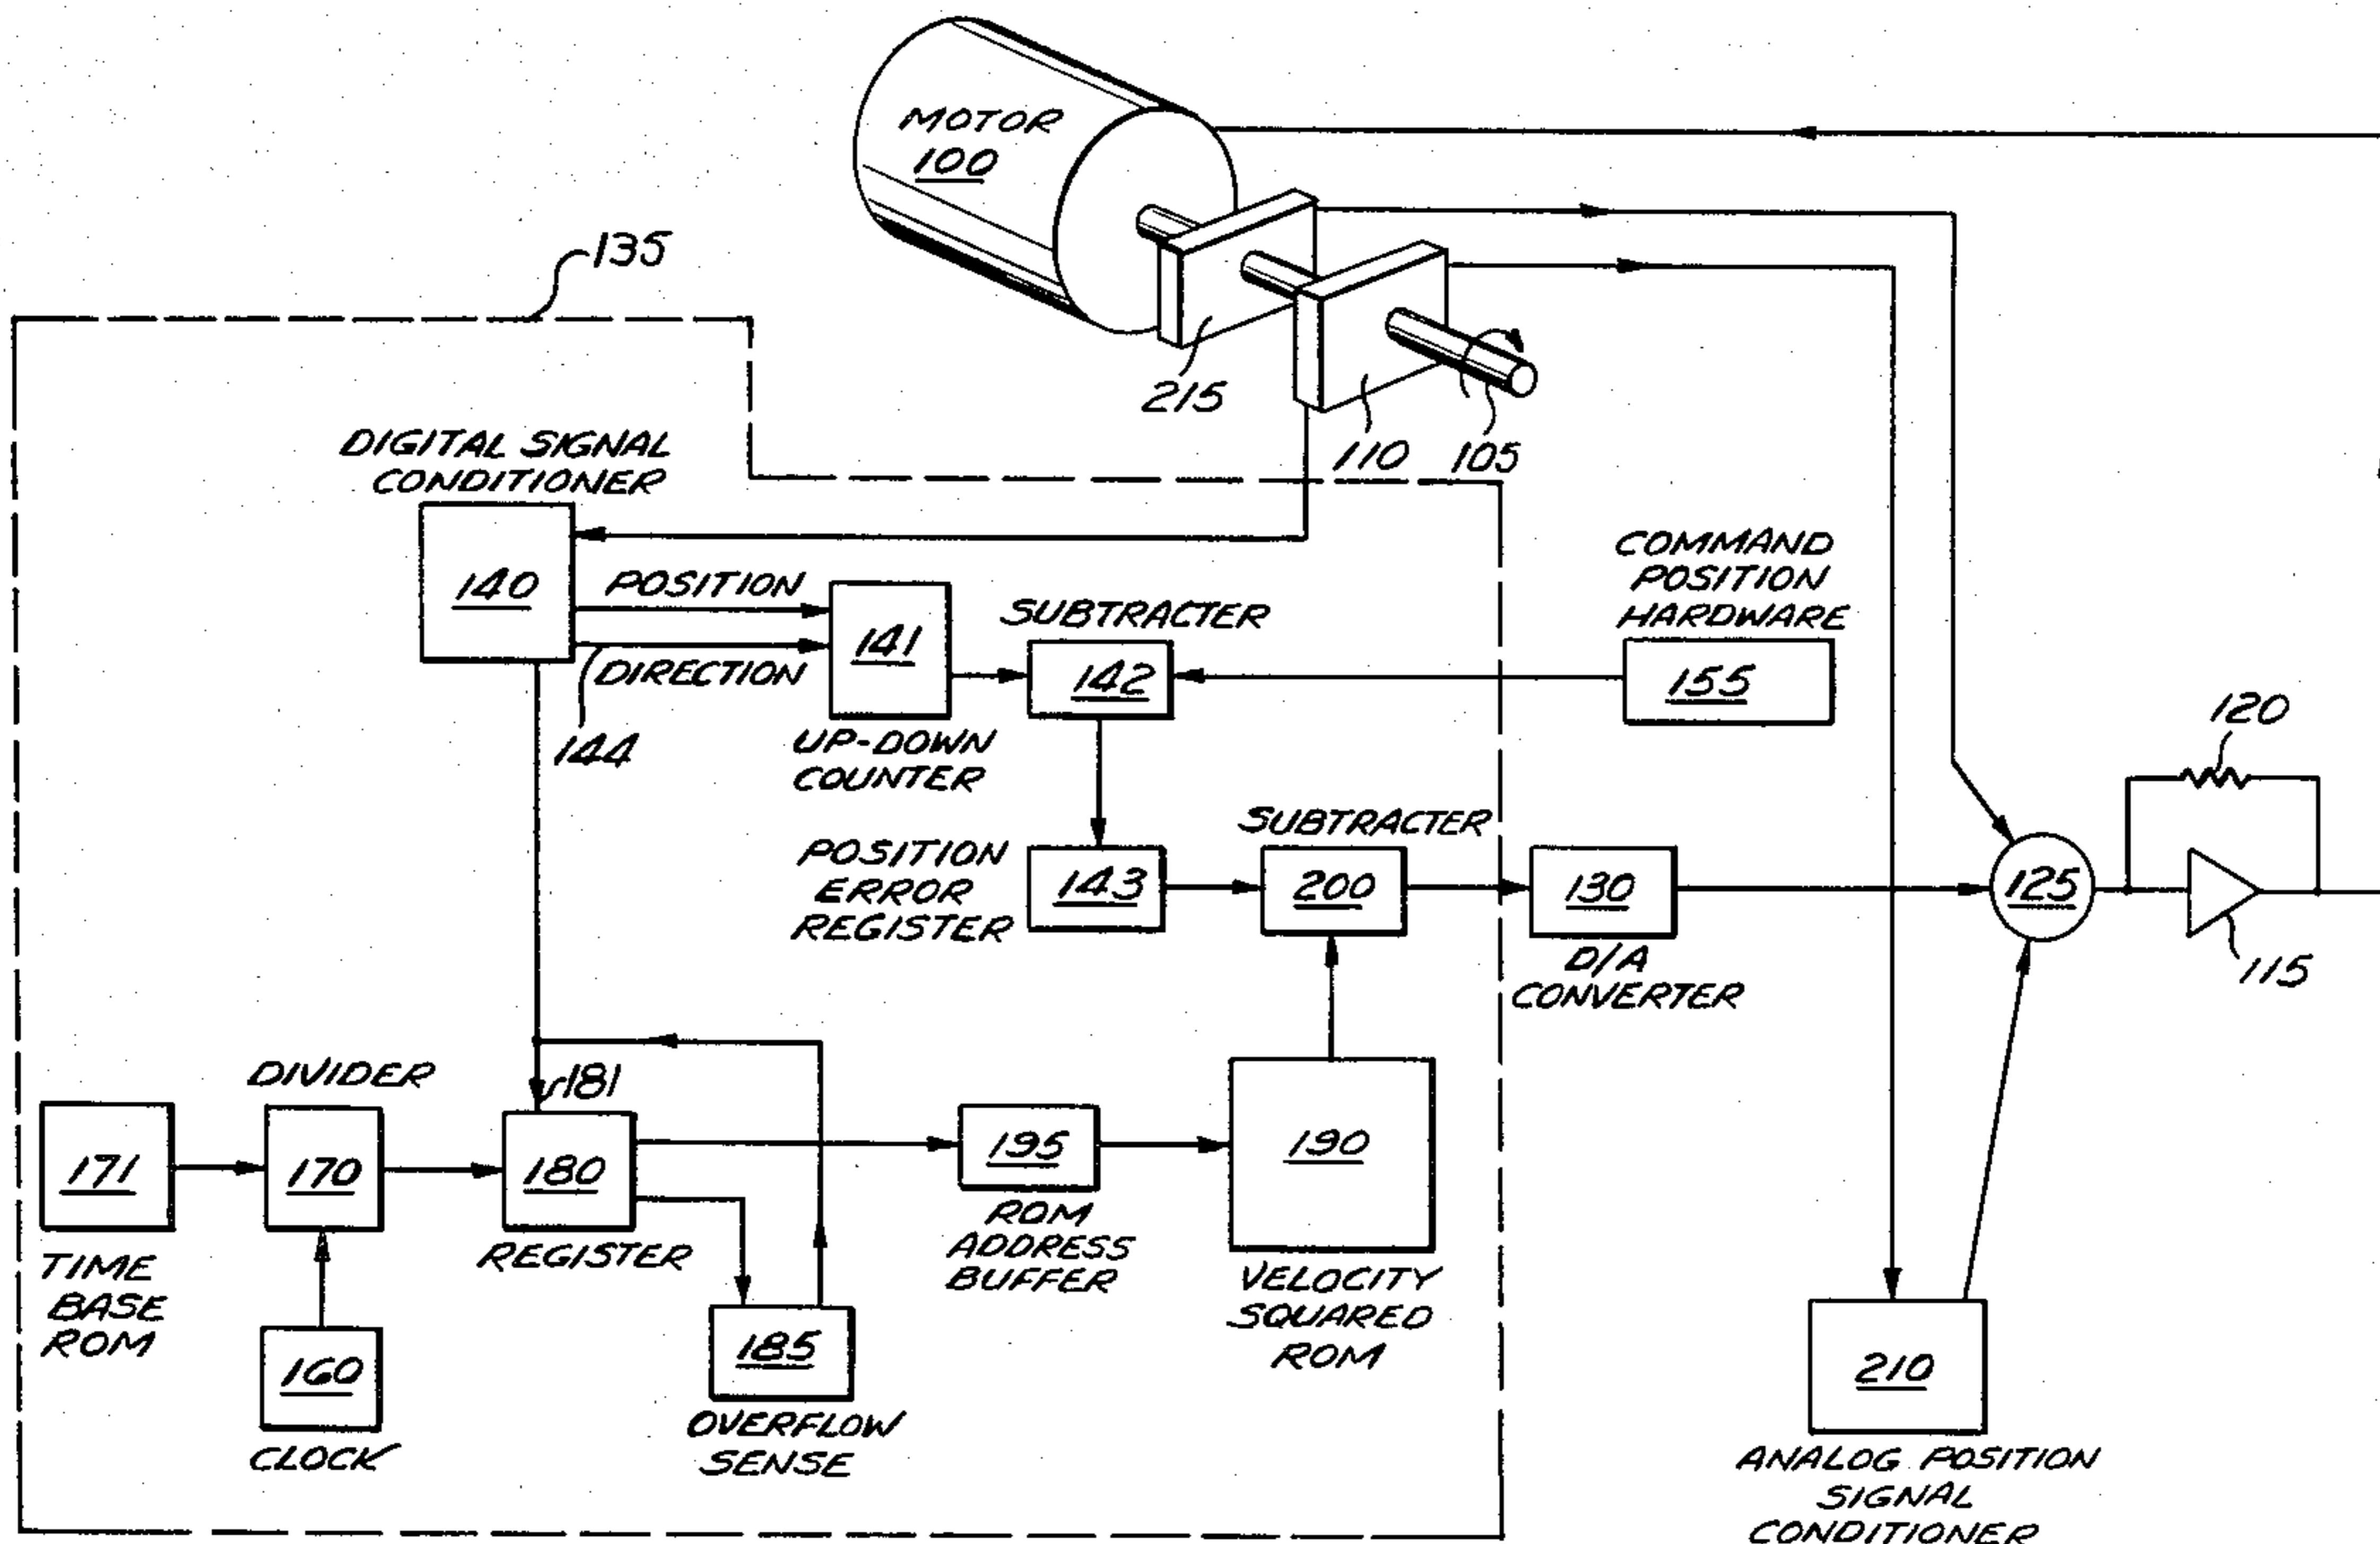 MOTOR
100
135
215
110
105
DIGITAL SIGNAL
CONDITIONER
140
POSITION
DIRECTION
144
141
UP-DOWN
COUNTER
SUBTRACTER
142
COMMAND
POSITION
HARDWARE
155
120
POSITION
ERROR
REGISTER
143
SUBTRACTER
200
130
D/A
CONVERTER
125
115
DIVIDER
181
171
170
180
195
190
TIME
BASE
ROM
REGISTER
ROM
ADDRESS
BUFFER
VELOCITY
SQUARED
ROM
160
CLOCK
185
OVERFLOW
SENSE
210
ANALOG POSITION
SIGNAL
CONDITIONER